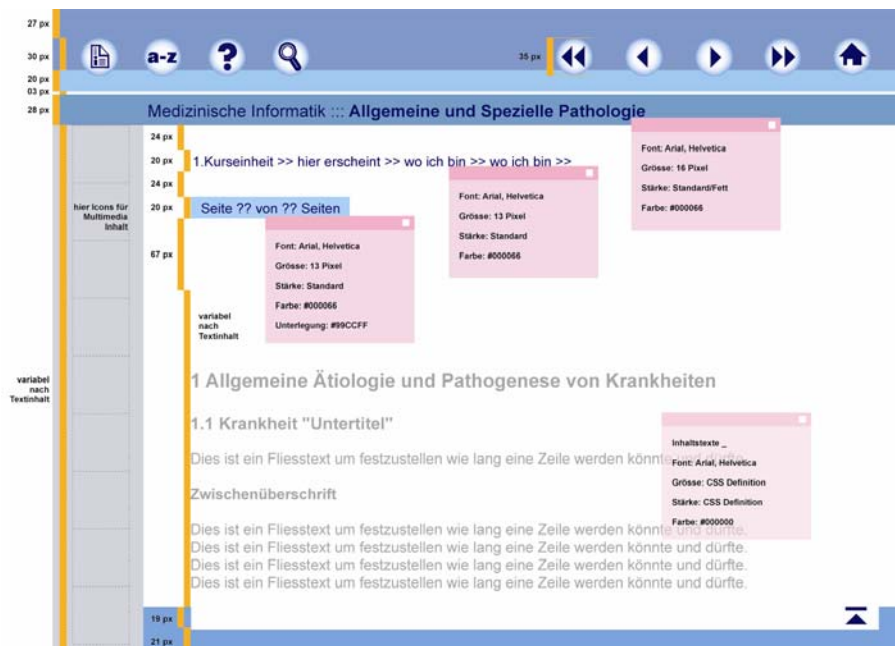 27 px
30 px
a-z
?
35 px
20 px
03 px
28 px
Medizinische Informatik ::: Allgemeine und Spezielle Pathologie
24 px
20 px
1.Kurseinheit >> hier erscheint >> wo ich bin >> wo ich bin >>
24 px
20 px
Seite ?? von ?? Seiten
67 px
hier Icons für
Multimedia
Inhalt
Font: Arial, Helvetica
Grösse: 16 Pixel
Stärke: Standard/Fett
Farbe: #000066
Font: Arial, Helvetica
Grösse: 13 Pixel
Stärke: Standard
Farbe: #000066
Font: Arial, Helvetica
Grösse: 13 Pixel
Stärke: Standard
Farbe: #000066
Unterlegung: #99CCFF
variabel
nach
Textinhalt
variabel
nach
Textinhalt
1 Allgemeine Ätiologie und Pathogenese von Krankheiten
1.1 Krankheit "Untertitel"
Dies ist ein Fliesstext um festzustellen wie lang eine Zeile werden könnte und dürfte.
Zwischenüberschrift
Dies ist ein Fliesstext um festzustellen wie lang eine Zeile werden könnte und dürfte.
Dies ist ein Fliesstext um festzustellen wie lang eine Zeile werden könnte und dürfte.
Dies ist ein Fliesstext um festzustellen wie lang eine Zeile werden könnte und dürfte.
Dies ist ein Fliesstext um festzustellen wie lang eine Zeile werden könnte und dürfte.
Inhaltstexte _
Font: Arial, Helvetica
Grösse: CSS Definition
Stärke: CSS Definition
Farbe: #000000
19 px
21 px